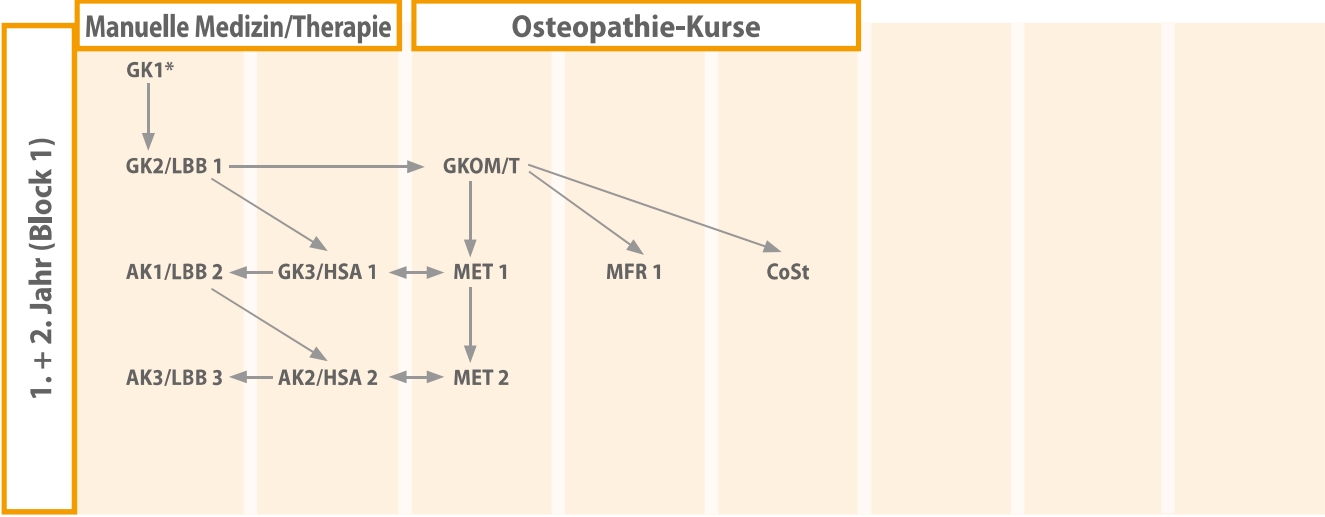 Manuelle Medizin/Therapie
Osteopathie-Kurse
1. + 2. Jahr (Block 1)
GK1*
GK2/LBB 1
GKOM/T
AK1/LBB 2
GK3/HSA 1
MET 1
MFR 1
CoSt
AK3/LBB 3
AK2/HSA 2
MET 2